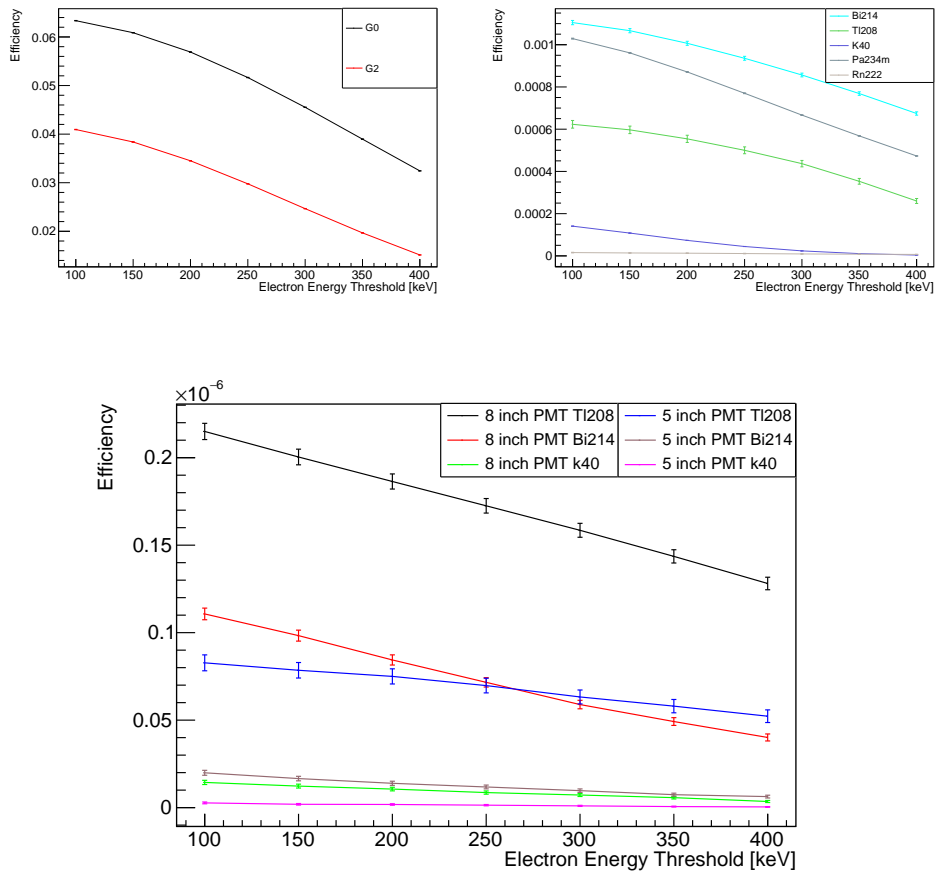 Efficiency
0.06
0.05
0.04
0.03
0.02
100 150 200 250 300 350 400
Electron Energy Threshold [keV]
G0
G2
Efficiency
0.001
0.0008
0.0006
0.0004
0.0002
0
100 150 200 250 300 350 400
Electron Energy Threshold [keV]
Bi214
Tl208
K40
Pa234m
Rn222
×10⁻⁶
Efficiency
0.2
0.15
0.1
0.05
0
100 150 200 250 300 350 400
Electron Energy Threshold [keV]
8 inch PMT Tl208 5 inch PMT Tl208
8 inch PMT Bi214 5 inch PMT Bi214
8 inch PMT k40 5 inch PMT k40